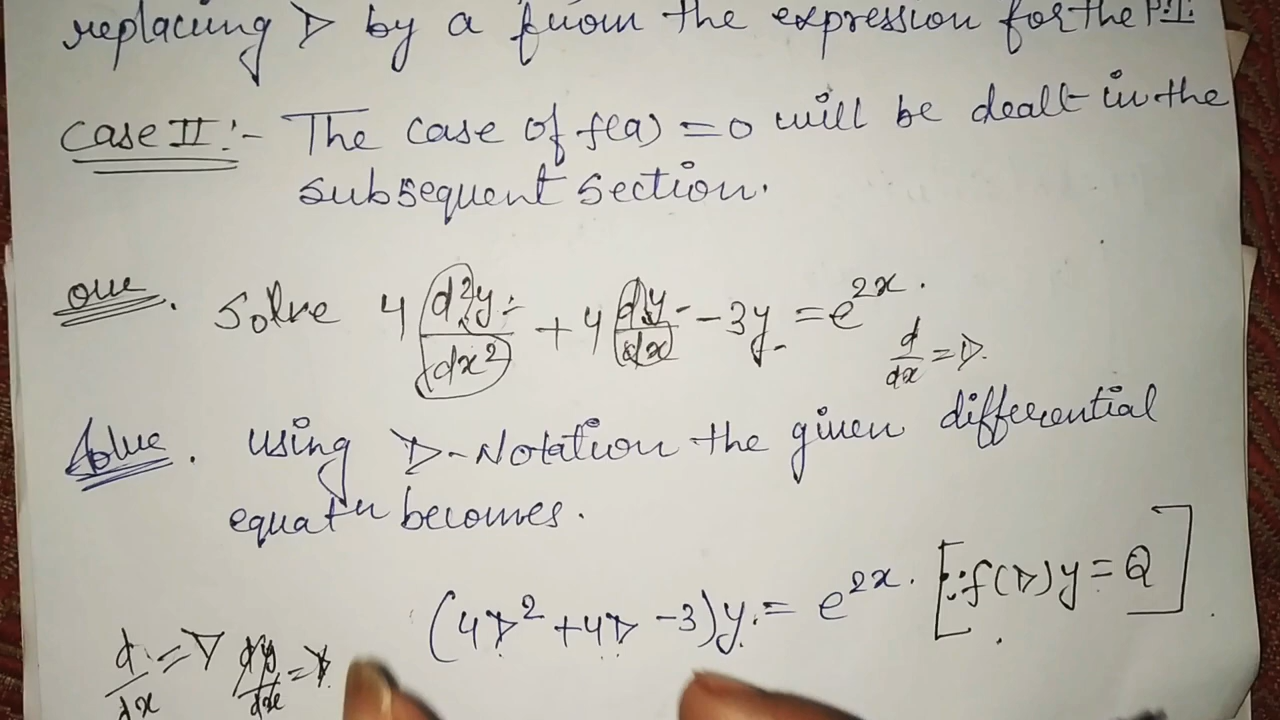 replacing D by a from the expression for the P.I.
Case II :- The case of f(a) = 0 will be dealt in the
subsequent section.
Que. Solve 4 d²y/dx² + 4 dy/dx - 3y = e^2x.
d/dx = D.
Solve. Using D-Notation the given differential
equatn becomes.
(4D² + 4D - 3)y = e^2x. [∵ f(D)y = Q]
d/dx = D dy/dx =